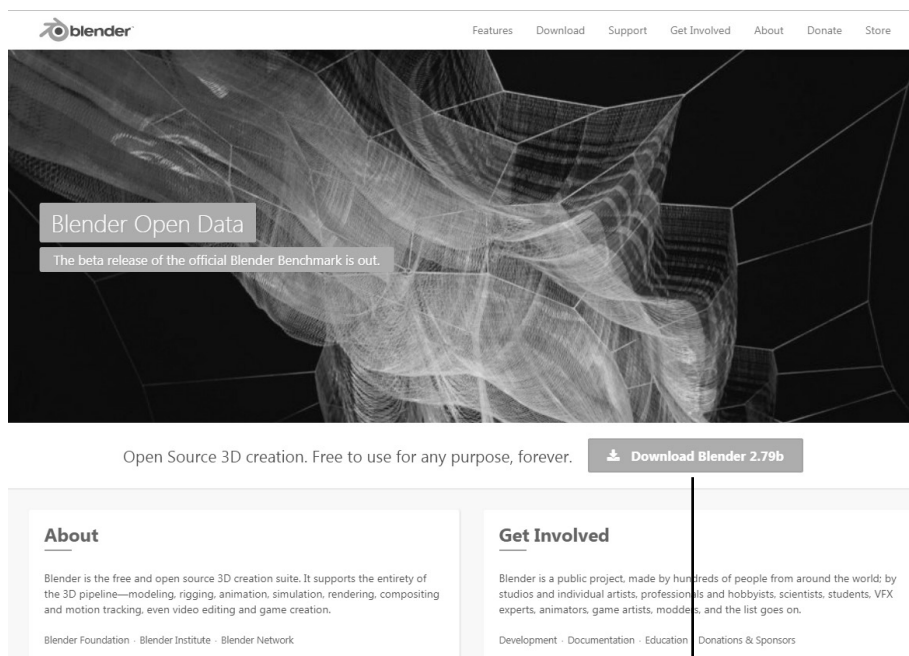 blender
Features Download Support Get Involved About Donate Store
Blender Open Data
The beta release of the official Blender Benchmark is out.
Open Source 3D creation. Free to use for any purpose, forever. Download Blender 2.79b
About
Blender is the free and open source 3D creation suite. It supports the entirety of
the 3D pipeline—modeling, rigging, animation, simulation, rendering, compositing
and motion tracking, even video editing and game creation.
Blender Foundation · Blender Institute · Blender Network
Get Involved
Blender is a public project, made by hundreds of people from around the world; by
studios and individual artists, professionals and hobbyists, scientists. students, VFX
experts, animators, game artists, modders, and the list goes on.
Development · Documentation · Education · Donations & Sponsors